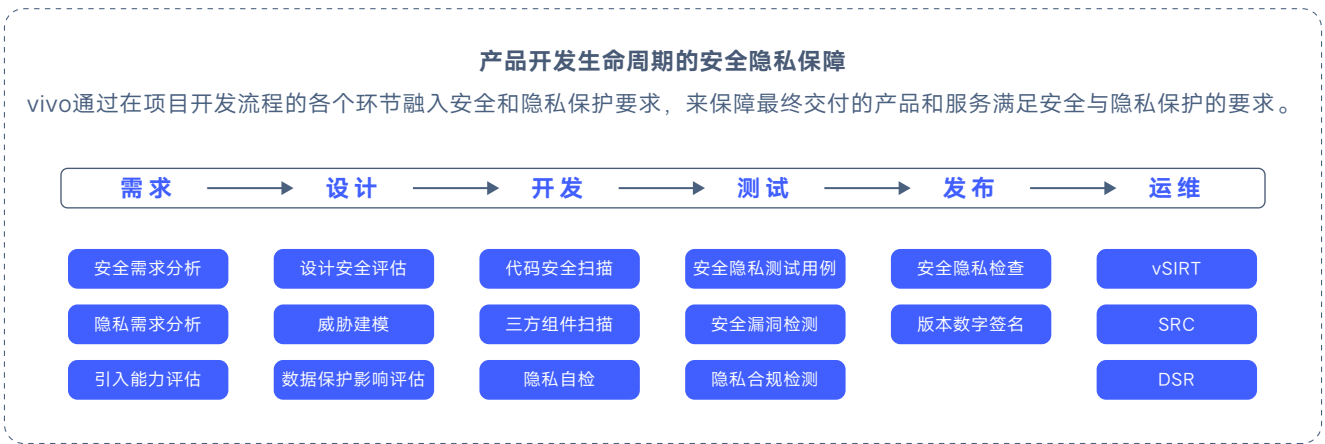 产品开发生命周期的安全隐私保障
vivo通过在项目开发流程的各个环节融入安全和隐私保护要求，来保障最终交付的产品和服务满足安全与隐私保护的要求。
需求 设计 开发 测试 发布 运维
安全需求分析 设计安全评估 代码安全扫描 安全隐私测试用例 安全隐私检查 vSIRT
隐私需求分析 威胁建模 三方组件扫描 安全漏洞检测 版本数字签名 SRC
引入能力评估 数据保护影响评估 隐私自检 隐私合规检测 DSR